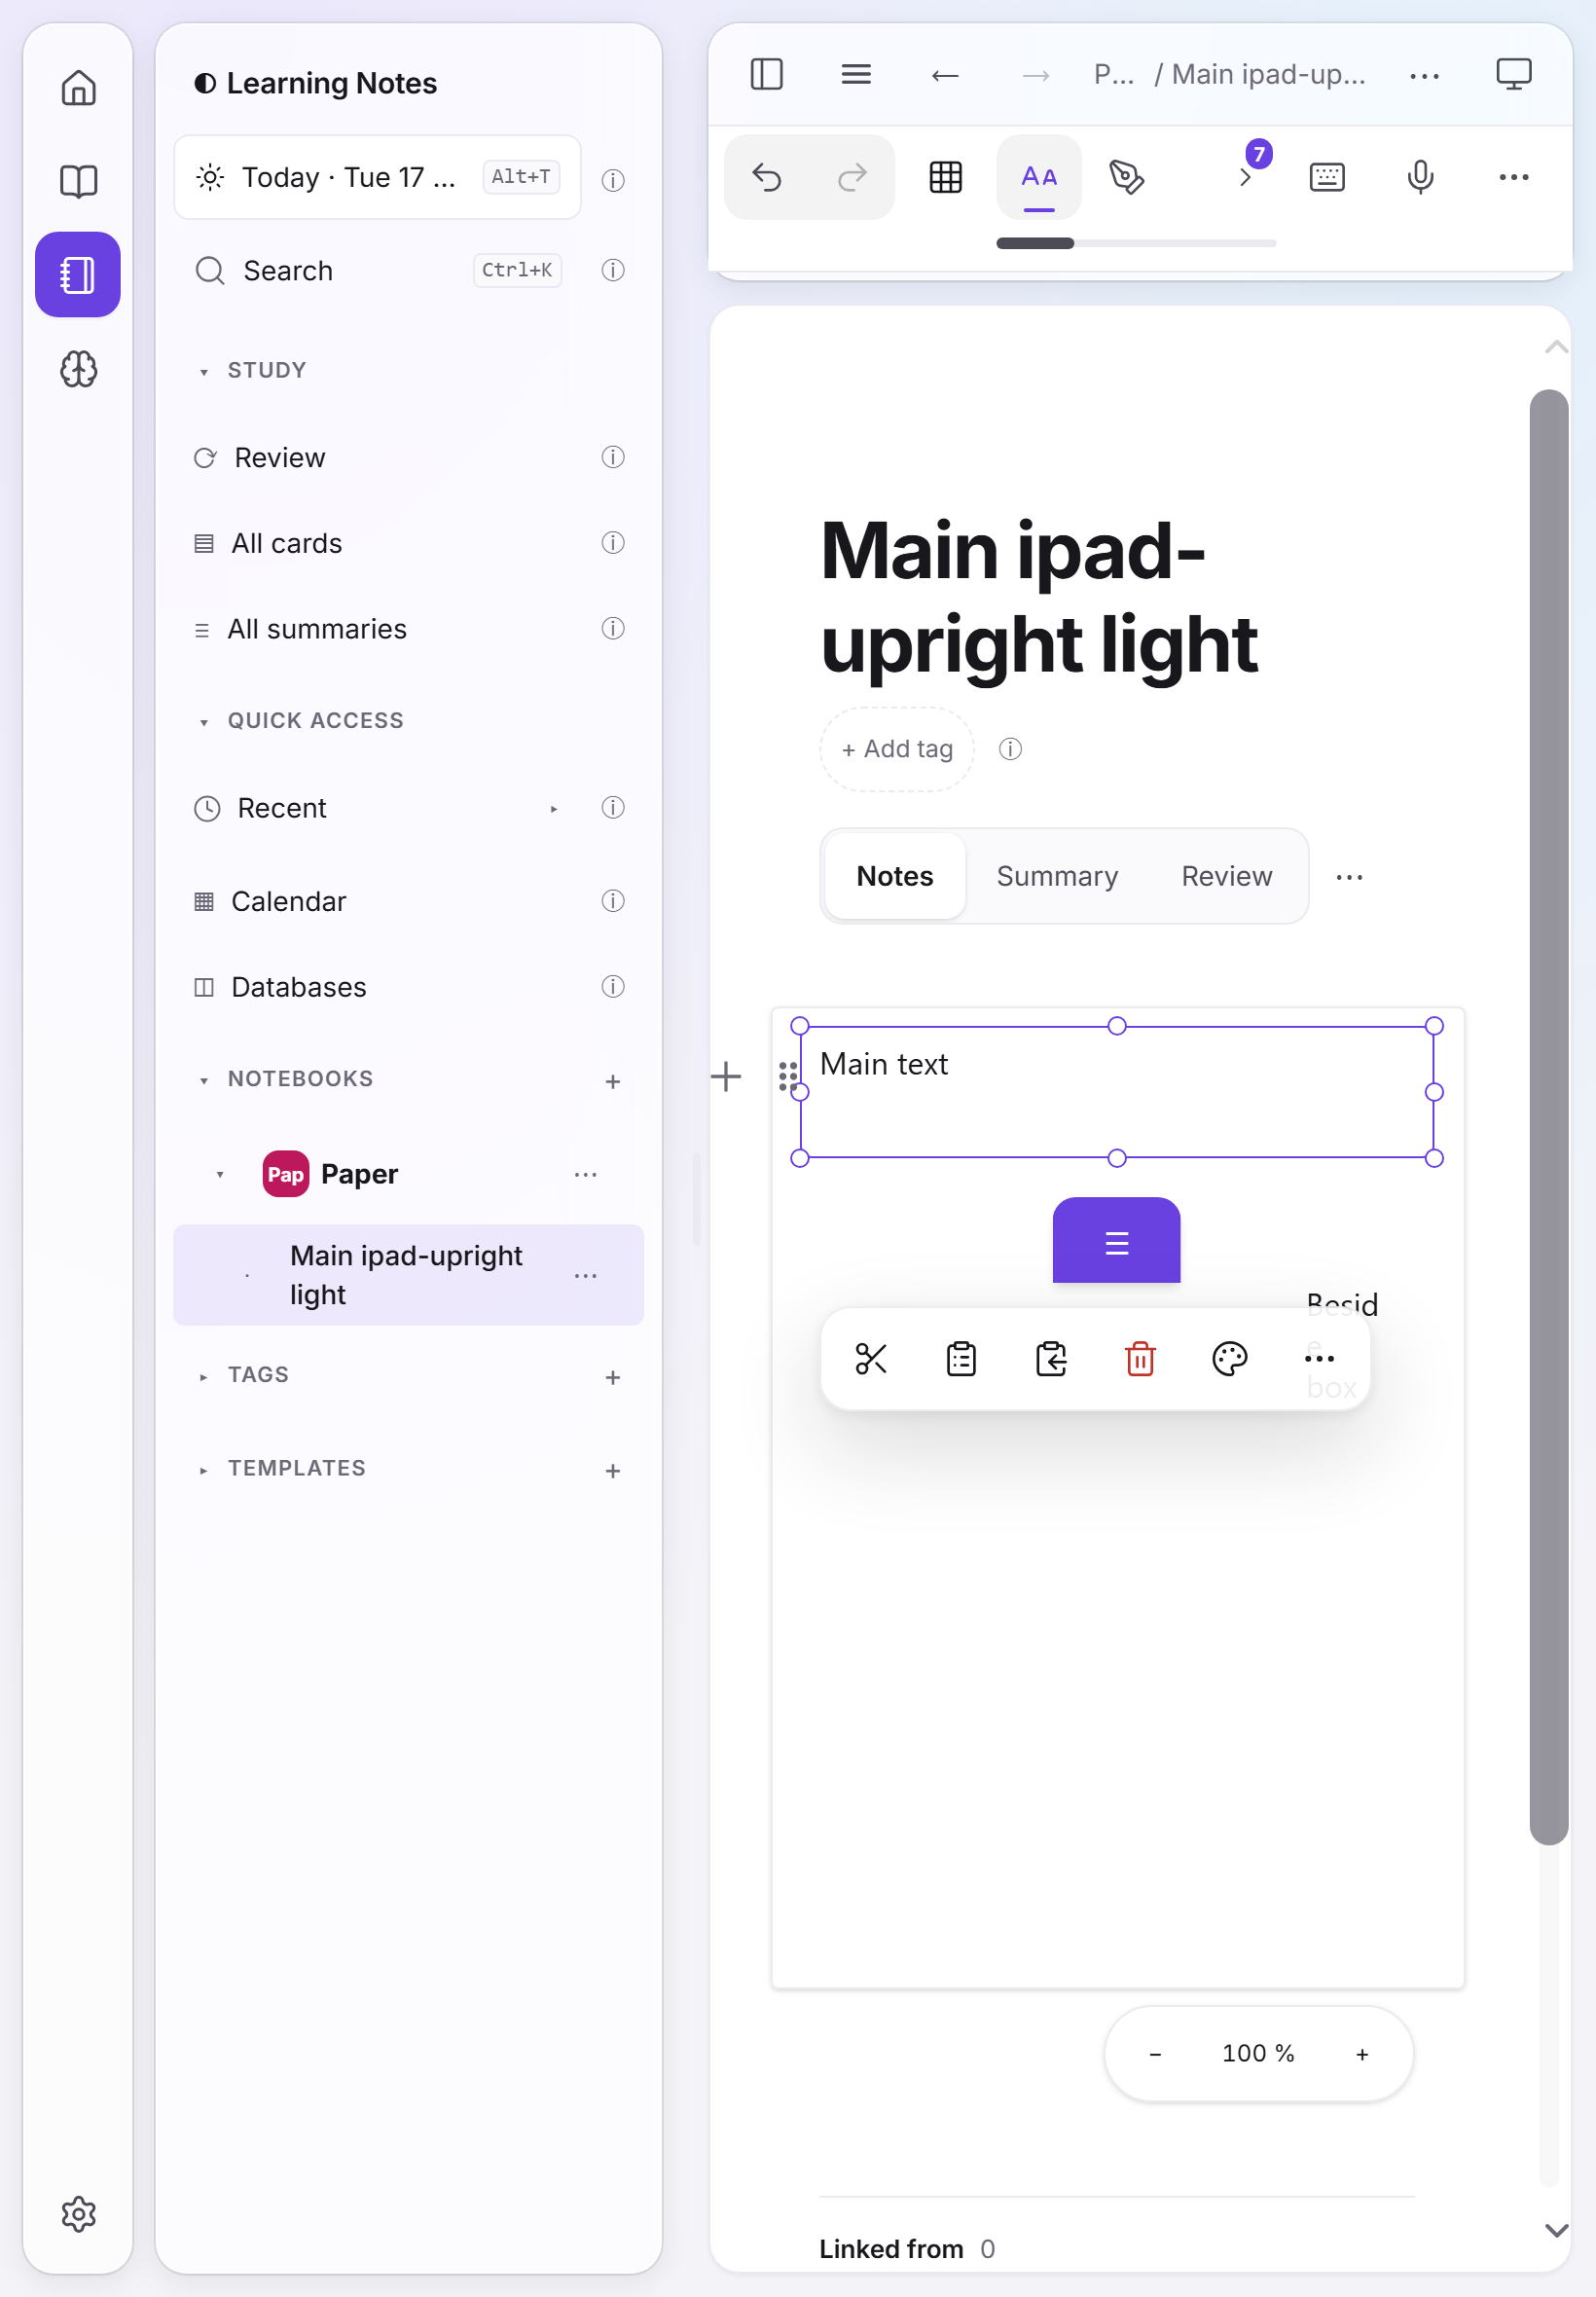 Learning Notes
Today · Tue 17 ... Alt+T
Search Ctrl+K
STUDY
Review
All cards
All summaries
QUICK ACCESS
Recent
Calendar
Databases
NOTEBOOKS
Pap Paper
Main ipad-upright
light
TAGS
TEMPLATES
P... / Main ipad-up...
AA
7
Main ipad-
upright light
+ Add tag
Notes Summary Review
Main text
Besid
e
box
100 %
Linked from 0